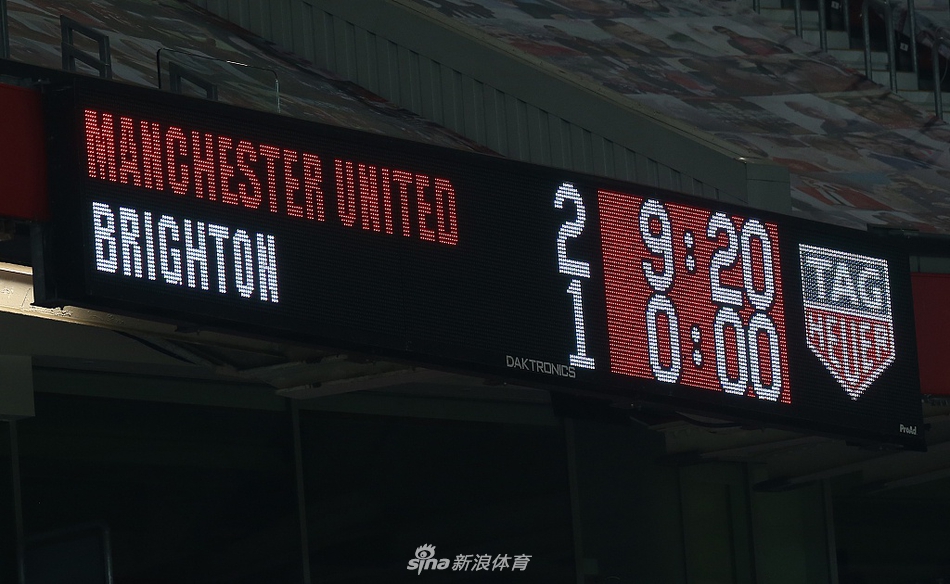 MANCHESTER UNITED 2 9:20
BRIGHTON 1 0:00
TAG
HEUER
DAKTRONICS
ProAd
sina新浪体育